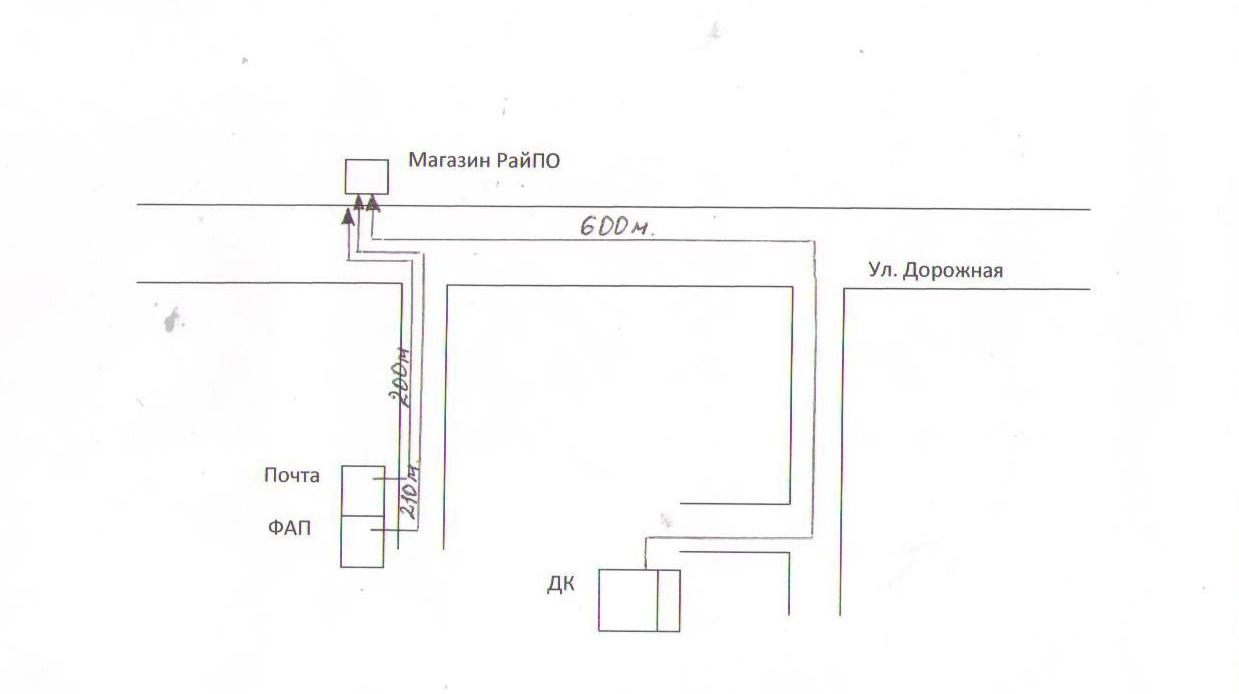 Магазин РайПО
600м.
Ул. Дорожная
200м
210м.
Почта
ФАП
ДК